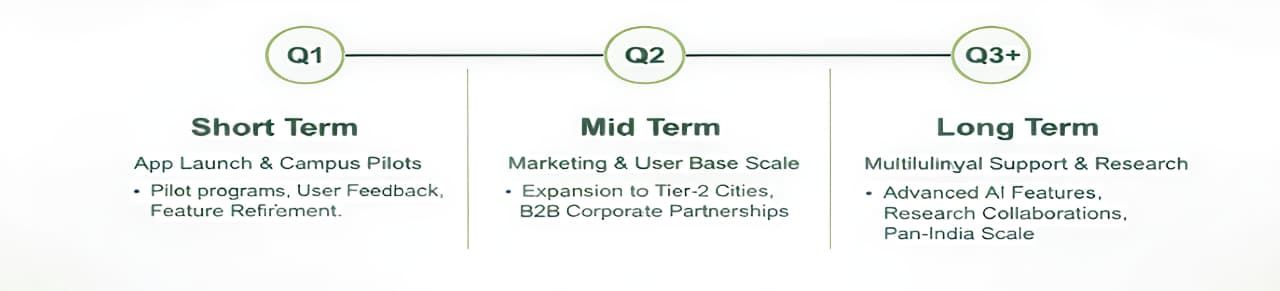 Q1
Q2
Q3+
Short Term
App Launch & Campus Pilots
• Pilot programs, User Feedback,
Feature Refirement.
Mid Term
Marketing & User Base Scale
• Expansion to Tier-2 Cities,
B2B Corporate Partnerships
Long Term
Multilulinyal Support & Research
• Advanced AI Features,
Research Collaborations,
Pan-India Scale